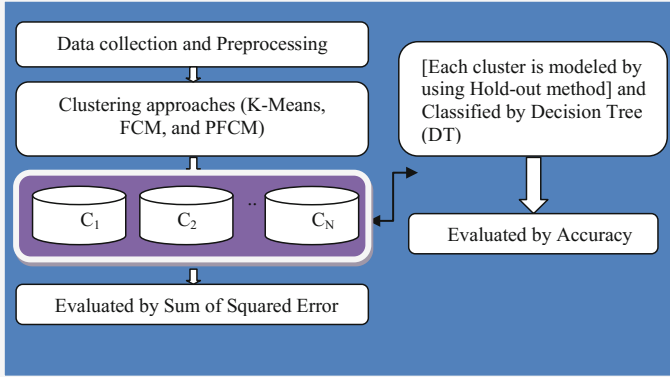 Data collection and Preprocessing
Clustering approaches (K-Means,
FCM, and PFCM)
C1 C2 .. CN
Evaluated by Sum of Squared Error
[Each cluster is modeled by
using Hold-out method] and
Classified by Decision Tree
(DT)
Evaluated by Accuracy